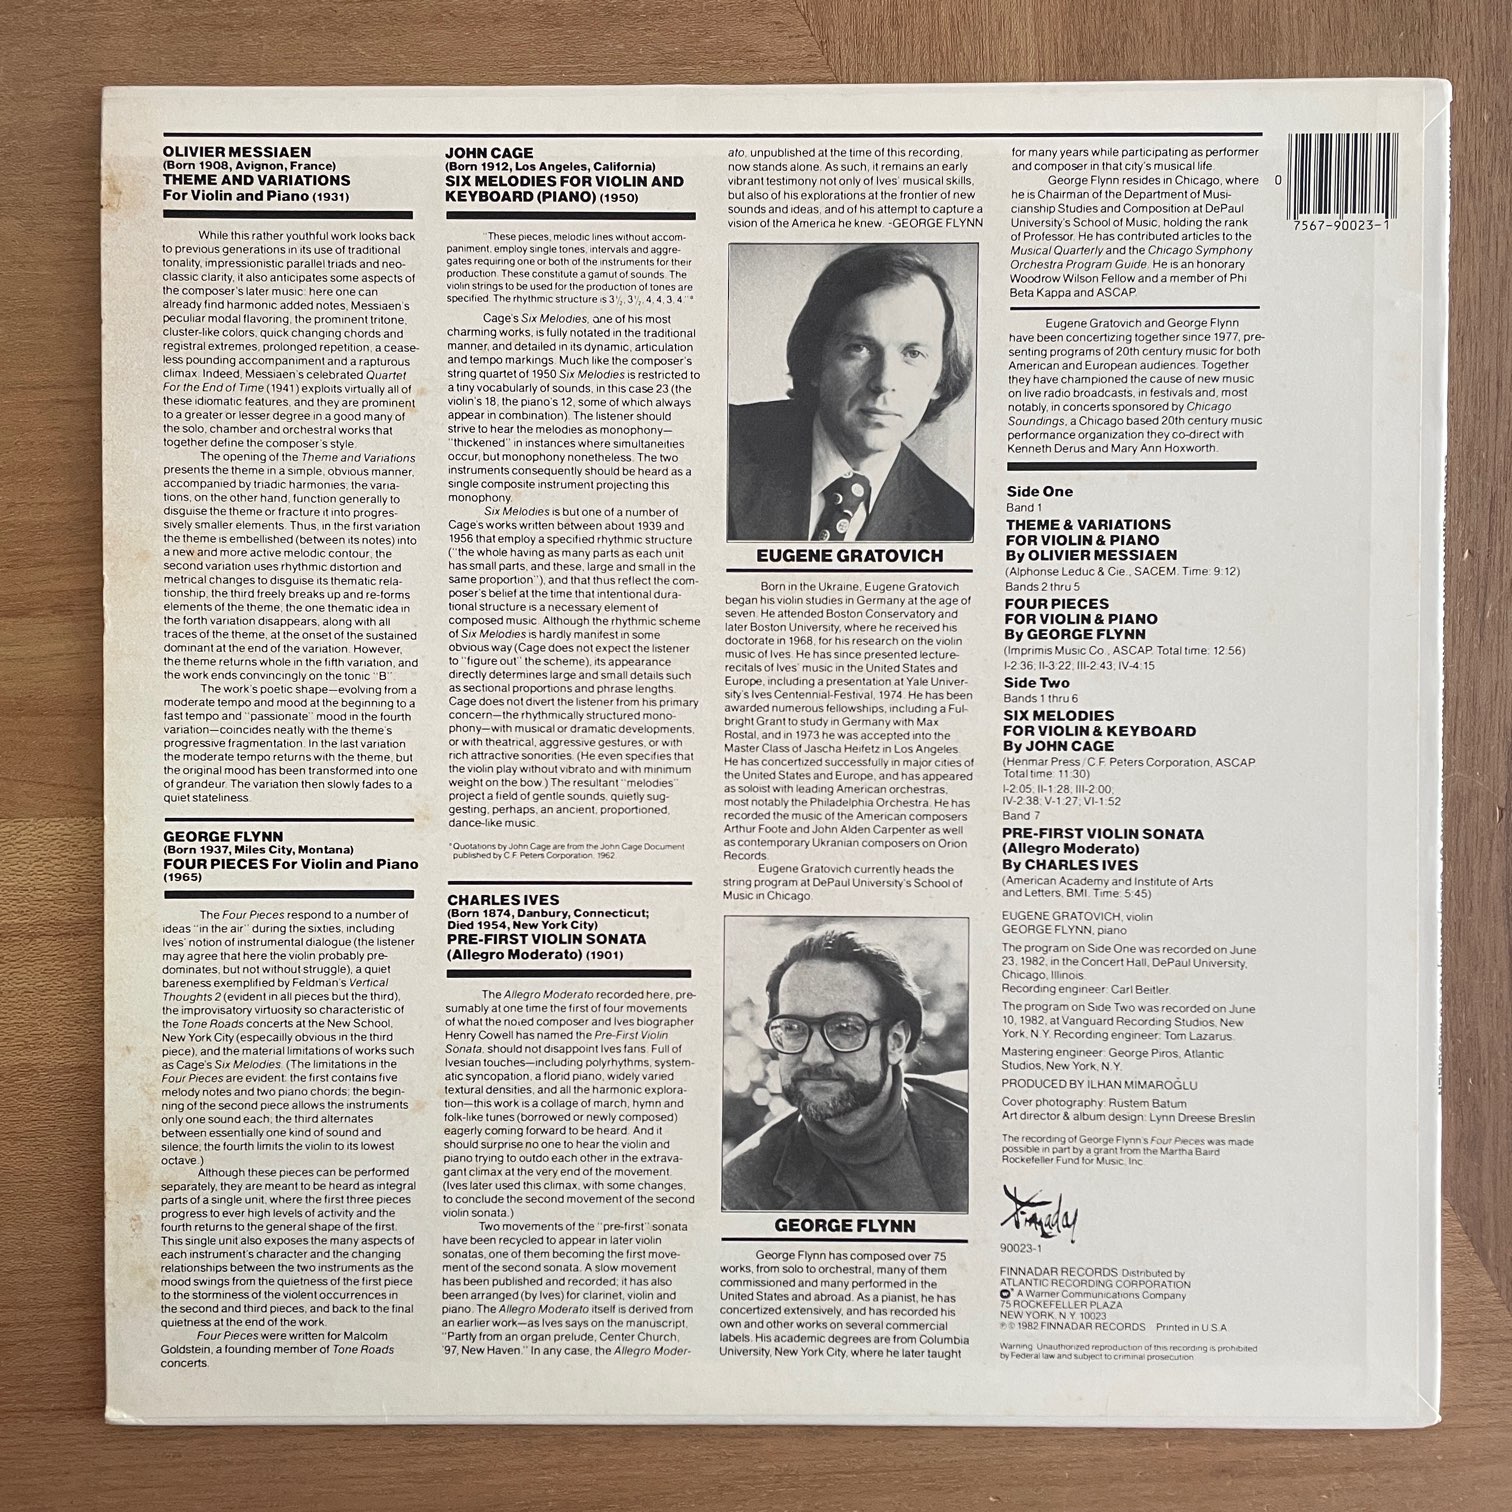 OLIVIER MESSIAEN
(Born 1908, Avignon, France)
THEME AND VARIATIONS
For Violin and Piano (1931)
While this rather youthful work looks back
to previous generations in its use of traditional
tonality, impressionistic parallel triads and neo-
classic clarity, it also anticipates some aspects of
the composer's later music: here one can
already find harmonic added notes, Messiaen's
peculiar modal flavoring, the prominent tritone,
cluster-like colors, quick changing chords and
registral extremes, prolonged repetition, a cease-
less pounding accompaniment and a rapturous
climax. Indeed, Messiaen's celebrated Quartet
For the End of Time (1941) exploits virtually all of
these idiomatic features, and they are prominent
to a greater or lesser degree in a good many of
the solo, chamber and orchestral works that
together define the composer's style.
The opening of the Theme and Variations
presents the theme in a simple, obvious manner,
accompanied by triadic harmonies; the varia-
tions, on the other hand, function generally to
disguise the theme or fracture it into progres-
sively smaller elements. Thus, in the first variation
the theme is embellished (between its notes) into
a new and more active melodic contour, the
second variation uses rhythmic distortion and
metrical changes to disguise its thematic rela-
tionship, the third freely breaks up and re-forms
elements of the theme, the one thematic idea in
the forth variation disappears, along with all
traces of the theme, at the onset of the sustained
dominant at the end of the variation. However,
the theme returns whole in the fifth variation, and
the work ends convincingly on the tonic "B".
The work's poetic shape—evolving from a
moderate tempo and mood at the beginning to a
fast tempo and "passionate" mood in the fourth
variation—coincides neatly with the theme's
progressive fragmentation. In the last variation
the moderate tempo returns with the theme, but
the original mood has been transformed into one
of grandeur. The variation then slowly fades to a
quiet stateliness.
GEORGE FLYNN
(Born 1937, Miles City, Montana)
FOUR PIECES For Violin and Piano
(1965)
The Four Pieces respond to a number of
ideas "in the air" during the sixties, including
Ives' notion of instrumental dialogue (the listener
may agree that here the violin probably pre-
dominates, but not without struggle), a quiet
bareness exemplified by Feldman's Vertical
Thoughts 2 (evident in all pieces but the third),
the improvisatory virtuosity so characteristic of
the Tone Roads concerts at the New School,
New York City (especailly obvious in the third
piece), and the material limitations of works such
as Cage's Six Melodies. (The limitations in the
Four Pieces are evident: the first contains five
melody notes and two piano chords; the begin-
ning of the second piece allows the instruments
only one sound each; the third alternates
between essentially one kind of sound and
silence; the fourth limits the violin to its lowest
octave.)
Although these pieces can be performed
separately, they are meant to be heard as integral
parts of a single unit, where the first three pieces
progress to ever high levels of activity and the
fourth returns to the general shape of the first.
This single unit also exposes the many aspects of
each instrument's character and the changing
relationships between the two instruments as the
mood swings from the quietness of the first piece
to the storminess of the violent occurrences in
the second and third pieces, and back to the final
quietness at the end of the work.
Four Pieces were written for Malcolm
Goldstein, a founding member of Tone Roads
concerts.
JOHN CAGE
(Born 1912, Los Angeles, California)
SIX MELODIES FOR VIOLIN AND
KEYBOARD (PIANO) (1950)
"These pieces, melodic lines without accom-
paniment, employ single tones, intervals and aggre-
gates requiring one or both of the instruments for their
production. These constitute a gamut of sounds. The
violin strings to be used for the production of tones are
specified. The rhythmic structure is 3½, 3½, 4, 4, 3, 4."*
Cage's Six Melodies, one of his most
charming works, is fully notated in the traditional
manner, and detailed in its dynamic, articulation
and tempo markings. Much like the composer's
string quartet of 1950 Six Melodies is restricted to
a tiny vocabulary of sounds, in this case 23 (the
violin's 18, the piano's 12, some of which always
appear in combination). The listener should
strive to hear the melodies as monophony—
"thickened" in instances where simultaneities
occur, but monophony nonetheless. The two
instruments consequently should be heard as a
single composite instrument projecting this
monophony.
Six Melodies is but one of a number of
Cage's works written between about 1939 and
1956 that employ a specified rhythmic structure
("the whole having as many parts as each unit
has small parts, and these, large and small in the
same proportion"), and that thus reflect the com-
poser's belief at the time that intentional dura-
tional structure is a necessary element of
composed music. Although the rhythmic scheme
of Six Melodies is hardly manifest in some
obvious way (Cage does not expect the listener
to "figure out" the scheme), its appearance
directly determines large and small details such
as sectional proportions and phrase lengths.
Cage does not divert the listener from his primary
concern—the rhythmically structured mono-
phony—with musical or dramatic developments,
or with theatrical, aggressive gestures, or with
rich attractive sonorities. (He even specifies that
the violin play without vibrato and with minimum
weight on the bow.) The resultant "melodies"
project a field of gentle sounds, quietly sug-
gesting, perhaps, an ancient, proportioned,
dance-like music.
*Quotations by John Cage are from the John Cage Document
published by C.F. Peters Corporation, 1962.
CHARLES IVES
(Born 1874, Danbury, Connecticut;
Died 1954, New York City)
PRE-FIRST VIOLIN SONATA
(Allegro Moderato) (1901)
The Allegro Moderato recorded here, pre-
sumably at one time the first of four movements
of what the noted composer and Ives biographer
Henry Cowell has named the Pre-First Violin
Sonata, should not disappoint Ives fans. Full of
Ivesian touches—including polyrhythms, system-
atic syncopation, a florid piano, widely varied
textural densities, and all the harmonic explora-
tion—this work is a collage of march, hymn and
folk-like tunes (borrowed or newly composed)
eagerly coming forward to be heard. And it
should surprise no one to hear the violin and
piano trying to outdo each other in the extrava-
gant climax at the very end of the movement.
(Ives later used this climax, with some changes,
to conclude the second movement of the second
violin sonata.)
Two movements of the "pre-first" sonata
have been recycled to appear in later violin
sonatas, one of them becoming the first move-
ment of the second sonata. A slow movement
has been published and recorded; it has also
been arranged (by Ives) for clarinet, violin and
piano. The Allegro Moderato itself is derived from
an earlier work—as Ives says on the manuscript,
"Partly from an organ prelude, Center Church,
'97, New Haven." In any case, the Allegro Moder-
ato, unpublished at the time of this recording,
now stands alone. As such, it remains an early
vibrant testimony not only of Ives' musical skills,
but also of his explorations at the frontier of new
sounds and ideas, and of his attempt to capture a
vision of the America he knew. -GEORGE FLYNN
EUGENE GRATOVICH
Born in the Ukraine, Eugene Gratovich
began his violin studies in Germany at the age of
seven. He attended Boston Conservatory and
later Boston University, where he received his
doctorate in 1968, for his research on the violin
music of Ives. He has since presented lecture-
recitals of Ives' music in the United States and
Europe, including a presentation at Yale Univer-
sity's Ives Centennial-Festival, 1974. He has been
awarded numerous fellowships, including a Ful-
bright Grant to study in Germany with Max
Rostal, and in 1973 he was accepted into the
Master Class of Jascha Heifetz in Los Angeles.
He has concertized successfully in major cities of
the United States and Europe, and has appeared
as soloist with leading American orchestras,
most notably the Philadelphia Orchestra. He has
recorded the music of the American composers
Arthur Foote and John Alden Carpenter as well
as contemporary Ukranian composers on Orion
Records.
Eugene Gratovich currently heads the
string program at DePaul University's School of
Music in Chicago.
GEORGE FLYNN
George Flynn has composed over 75
works, from solo to orchestral, many of them
commissioned and many performed in the
United States and abroad. As a pianist, he has
concertized extensively, and has recorded his
own and other works on several commercial
labels. His academic degrees are from Columbia
University, New York City, where he later taught
for many years while participating as performer
and composer in that city's musical life.
George Flynn resides in Chicago, where
he is Chairman of the Department of Musi-
cianship Studies and Composition at DePaul
University's School of Music, holding the rank
of Professor. He has contributed articles to the
Musical Quarterly and the Chicago Symphony
Orchestra Program Guide. He is an honorary
Woodrow Wilson Fellow and a member of Phi
Beta Kappa and ASCAP.
Eugene Gratovich and George Flynn
have been concertizing together since 1977, pre-
senting programs of 20th century music for both
American and European audiences. Together
they have championed the cause of new music
on live radio broadcasts, in festivals and, most
notably, in concerts sponsored by Chicago
Soundings, a Chicago based 20th century music
performance organization they co-direct with
Kenneth Derus and Mary Ann Hoxworth.
Side One
Band 1
THEME & VARIATIONS
FOR VIOLIN & PIANO
By OLIVIER MESSIAEN
(Alphonse Leduc & Cie., SACEM. Time: 9:12)
Bands 2 thru 5
FOUR PIECES
FOR VIOLIN & PIANO
By GEORGE FLYNN
(Imprimis Music Co., ASCAP. Total time: 12:56)
I-2:36; II-3:22; III-2:43; IV-4:15
Side Two
Bands 1 thru 6
SIX MELODIES
FOR VIOLIN & KEYBOARD
By JOHN CAGE
(Henmar Press/C.F. Peters Corporation, ASCAP.
Total time: 11:30)
I-2:05; II-1:28; III-2:00;
IV-2:38; V-1:27; VI-1:52
Band 7
PRE-FIRST VIOLIN SONATA
(Allegro Moderato)
By CHARLES IVES
(American Academy and Institute of Arts
and Letters, BMI. Time: 5:45)
EUGENE GRATOVICH, violin
GEORGE FLYNN, piano
The program on Side One was recorded on June
23, 1982, in the Concert Hall, DePaul University,
Chicago, Illinois.
Recording engineer: Carl Beitler.
The program on Side Two was recorded on June
10, 1982, at Vanguard Recording Studios, New
York, N.Y. Recording engineer: Tom Lazarus.
Mastering engineer: George Piros, Atlantic
Studios, New York, N.Y.
PRODUCED BY İLHAN MİMAROĞLU
Cover photography: Rüstem Batum
Art director & album design: Lynn Dreese Breslin
The recording of George Flynn's Four Pieces was made
possible in part by a grant from the Martha Baird
Rockefeller Fund for Music, Inc.
Finnadar
90023-1
FINNADAR RECORDS Distributed by
ATLANTIC RECORDING CORPORATION
® A Warner Communications Company
75 ROCKEFELLER PLAZA
NEW YORK, N.Y. 10023
℗ © 1982 FINNADAR RECORDS Printed in U.S.A.
Warning: Unauthorized reproduction of this recording is prohibited
by Federal law and subject to criminal prosecution.
0
7567-90023-1